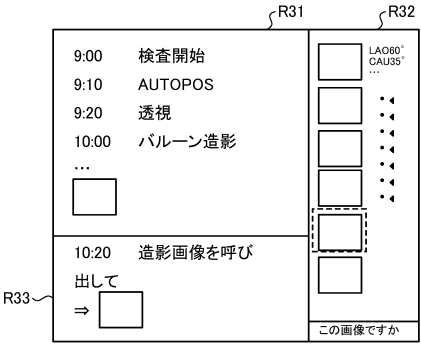 R31
R32
9:00 検査開始
9:10 AUTOPOS
9:20 透視
10:00 バルーン造影
…
LAO60°
CAU35°
…
10:20 造影画像を呼び
出して
⇒
R33
この画像ですか